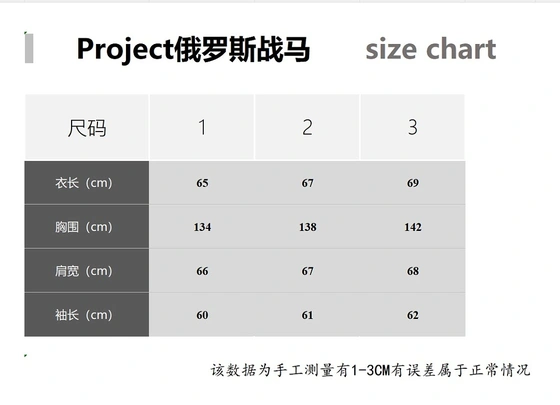 Project俄罗斯战马 size chart
尺码 1 2 3
衣长（cm） 65 67 69
胸围（cm） 134 138 142
肩宽（cm） 66 67 68
袖长（cm） 60 61 62
该数据为手工测量有1-3CM有误差属于正常情况